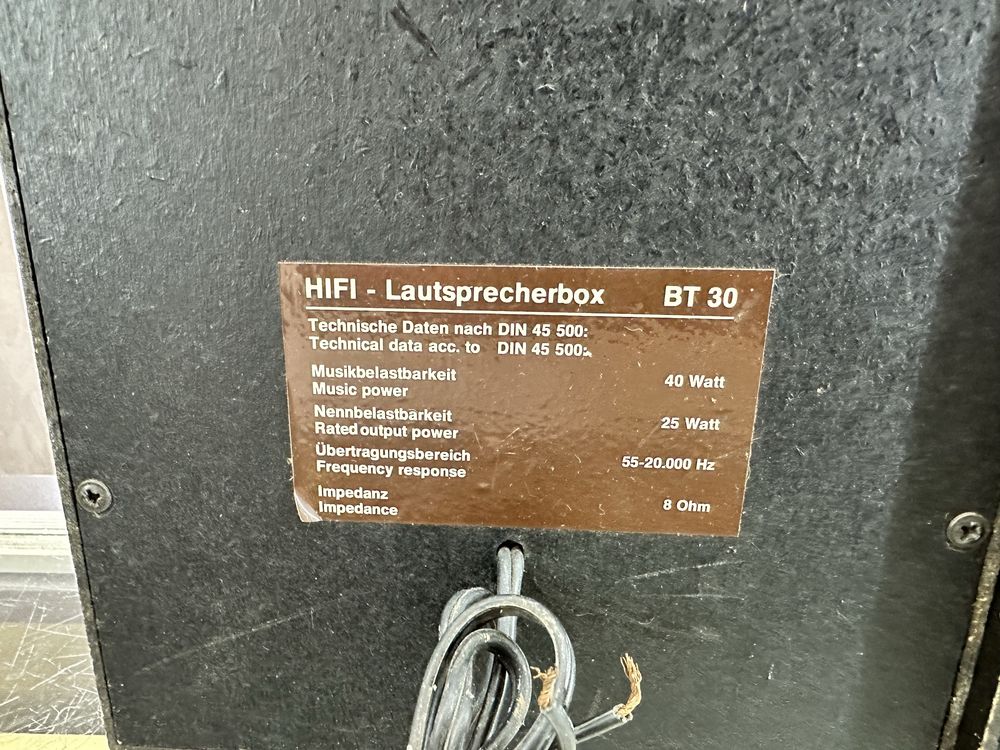 HIFI - Lautsprecherbox BT 30
Technische Daten nach DIN 45 500:
Technical data acc. to DIN 45 500:
Musikbelastbarkeit
Music power 40 Watt
Nennbelastbarkeit
Rated output power 25 Watt
Übertragungsbereich
Frequency response 55-20.000 Hz
Impedanz
Impedance 8 Ohm